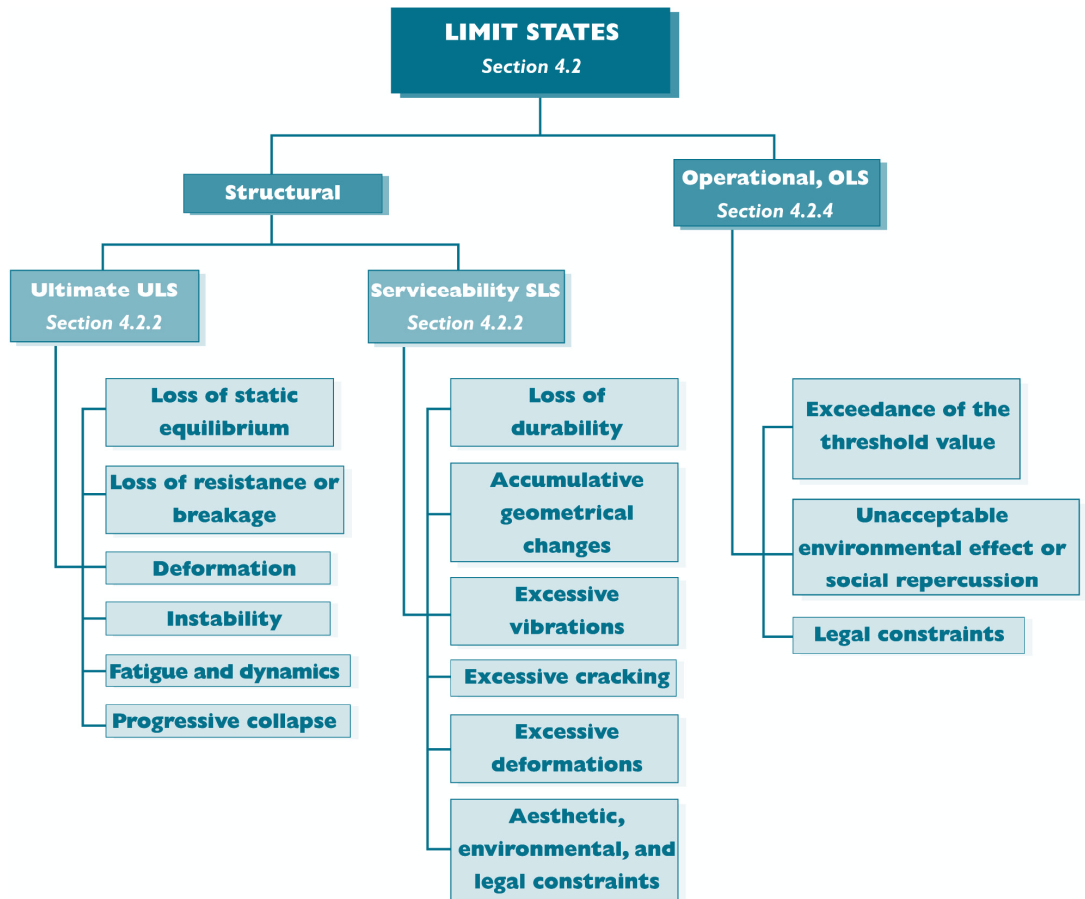 LIMIT STATES
Section 4.2
Structural
Operational, OLS
Section 4.2.4
Ultimate ULS
Section 4.2.2
Serviceability SLS
Section 4.2.2
Loss of static
equilibrium
Loss of resistance or
breakage
Deformation
Instability
Fatigue and dynamics
Progressive collapse
Loss of
durability
Accumulative
geometrical
changes
Excessive
vibrations
Excessive cracking
Excessive
deformations
Aesthetic,
environmental, and
legal constraints
Exceedance of the
threshold value
Unacceptable
environmental effect or
social repercussion
Legal constraints